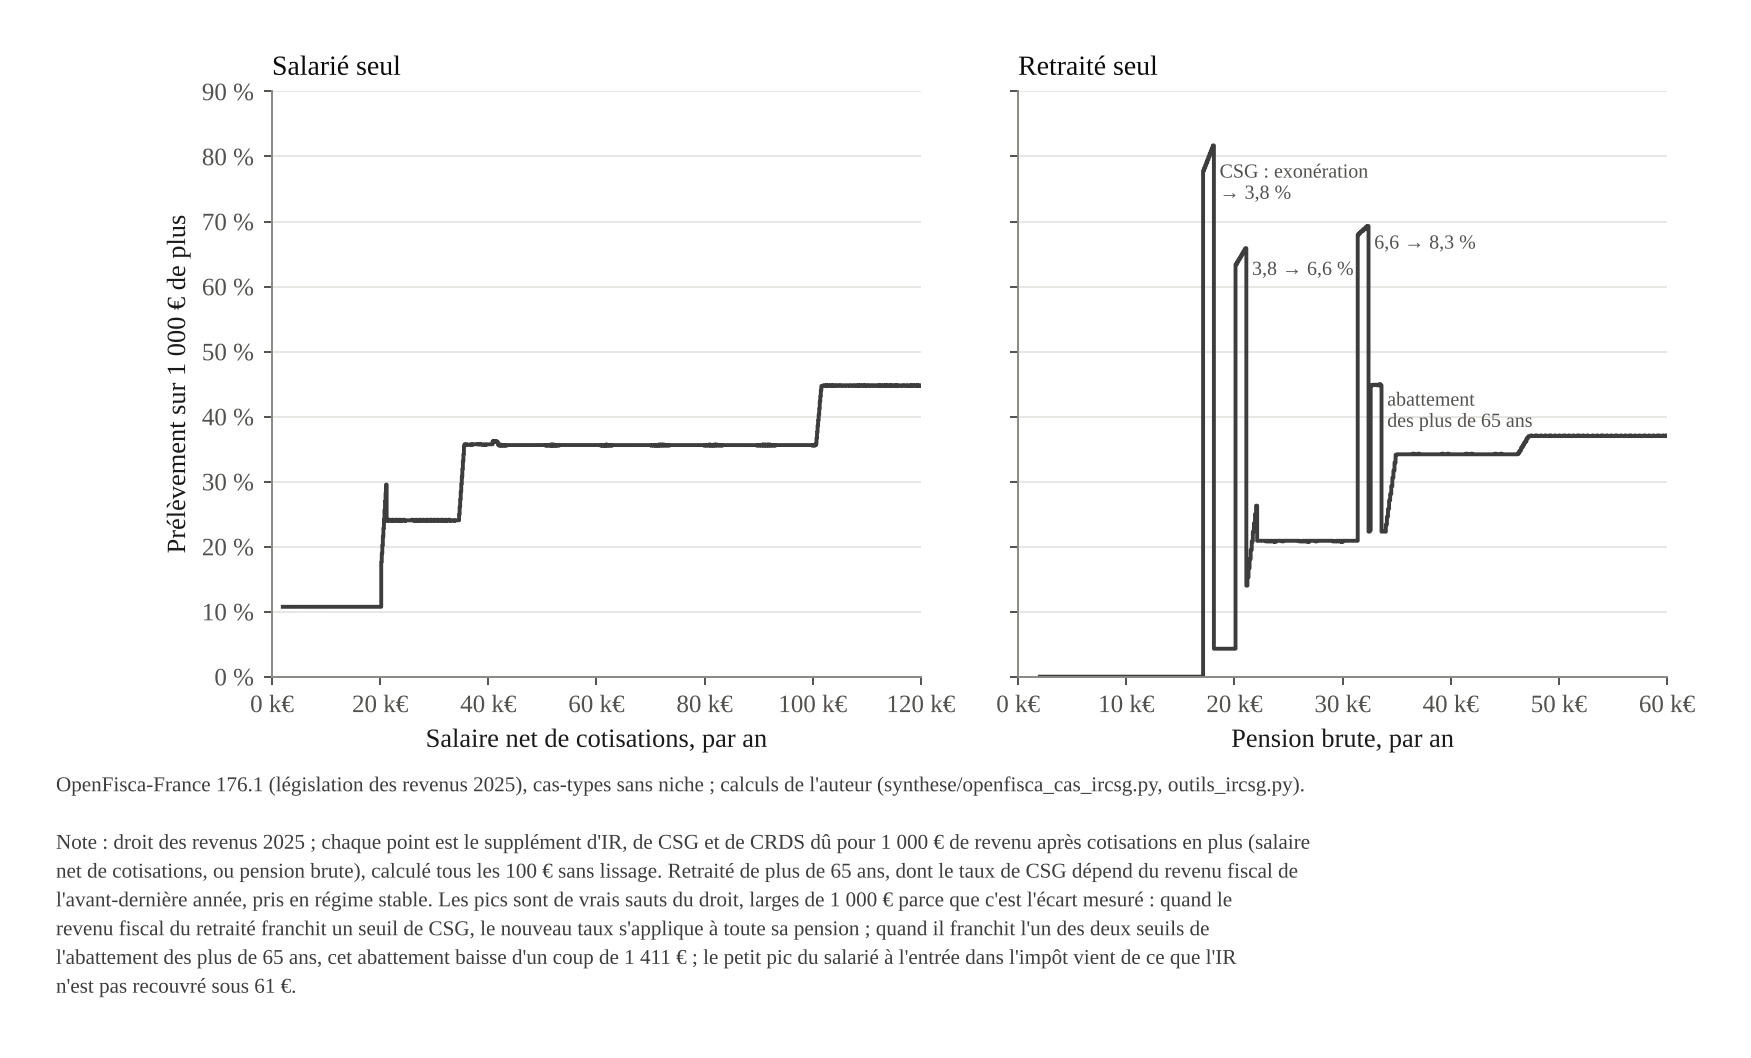 Salarié seul
Retraité seul
Prélèvement sur 1 000 € de plus
90 %
80 %
70 %
60 %
50 %
40 %
30 %
20 %
10 %
0 %
CSG : exonération
→ 3,8 %
3,8 → 6,6 %
6,6 → 8,3 %
abattement
des plus de 65 ans
0 k€ 20 k€ 40 k€ 60 k€ 80 k€ 100 k€ 120 k€
0 k€ 10 k€ 20 k€ 30 k€ 40 k€ 50 k€ 60 k€
Salaire net de cotisations, par an
Pension brute, par an
OpenFisca-France 176.1 (législation des revenus 2025), cas-types sans niche ; calculs de l'auteur (synthese/openfisca_cas_ircsg.py, outils_ircsg.py).
Note : droit des revenus 2025 ; chaque point est le supplément d'IR, de CSG et de CRDS dû pour 1 000 € de revenu après cotisations en plus (salaire
net de cotisations, ou pension brute), calculé tous les 100 € sans lissage. Retraité de plus de 65 ans, dont le taux de CSG dépend du revenu fiscal de
l'avant-dernière année, pris en régime stable. Les pics sont de vrais sauts du droit, larges de 1 000 € parce que c'est l'écart mesuré : quand le
revenu fiscal du retraité franchit un seuil de CSG, le nouveau taux s'applique à toute sa pension ; quand il franchit l'un des deux seuils de
l'abattement des plus de 65 ans, cet abattement baisse d'un coup de 1 411 € ; le petit pic du salarié à l'entrée dans l'impôt vient de ce que l'IR
n'est pas recouvré sous 61 €.